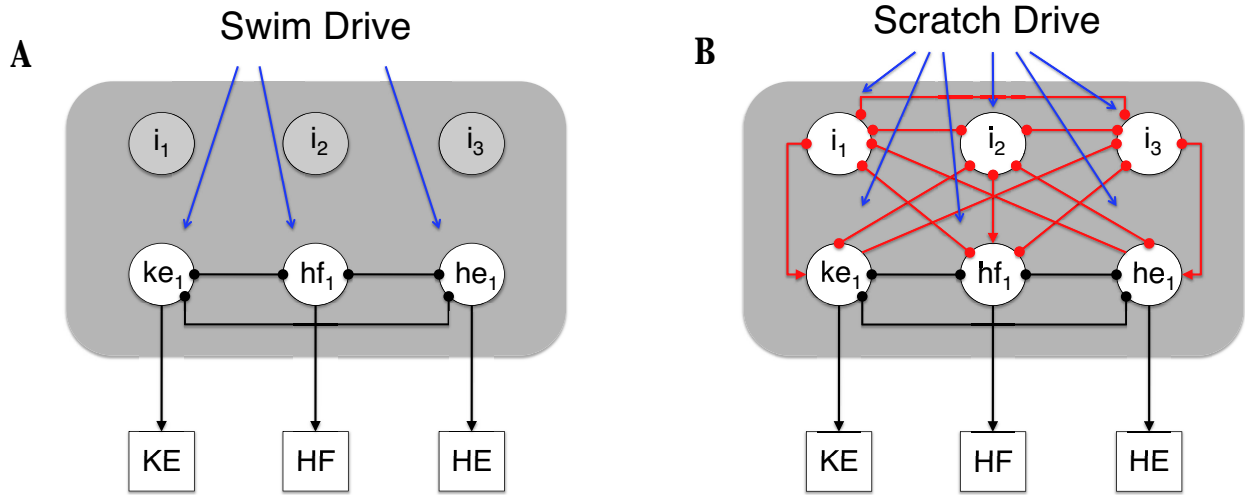 A
Swim Drive
i1 i2 i3
ke1 hf1 he1
KE HF HE
B
Scratch Drive
i1 i2 i3
ke1 hf1 he1
KE HF HE